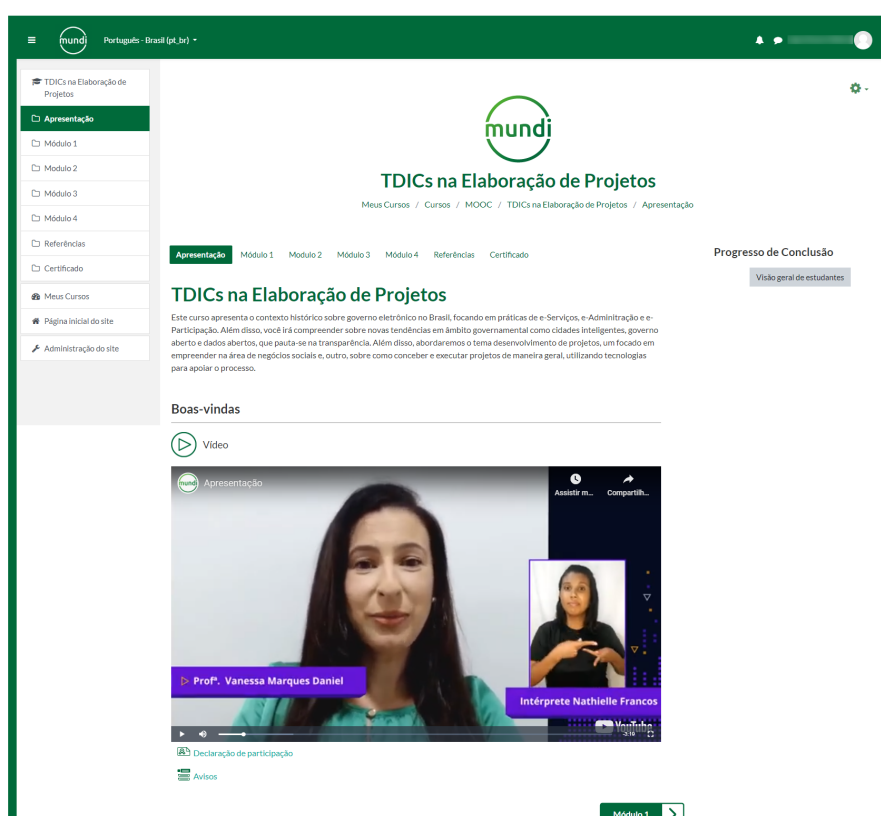 mundi
Português - Brasil (pt_br)
TDICs na Elaboração de
Projetos
Apresentação
Módulo 1
Modulo 2
Módulo 3
Módulo 4
Referências
Certificado
Meus Cursos
Página inicial do site
Administração do site
mundi
TDICs na Elaboração de Projetos
Meus Cursos / Cursos / MOOC / TDICs na Elaboração de Projetos / Apresentação
Apresentação Módulo 1 Modulo 2 Módulo 3 Módulo 4 Referências Certificado
Progresso de Conclusão
Visão geral de estudantes
TDICs na Elaboração de Projetos
Este curso apresenta o contexto histórico sobre governo eletrônico no Brasil, focando em práticas de e-Serviços, e-Adminitração e e-
Participação. Além disso, você irá compreender sobre novas tendências em âmbito governamental como cidades inteligentes, governo
aberto e dados abertos, que pauta-se na transparência. Além disso, abordaremos o tema desenvolvimento de projetos, um focado em
empreender na área de negócios sociais e, outro, sobre como conceber e executar projetos de maneira geral, utilizando tecnologias
para apoiar o processo.
Boas-vindas
Vídeo
mundi
Apresentação
Assistir m... Compartilh...
Profª. Vanessa Marques Daniel
Intérprete Nathielle Francos
YouTube
-3:16
Declaração de participação
Avisos
Módulo 1